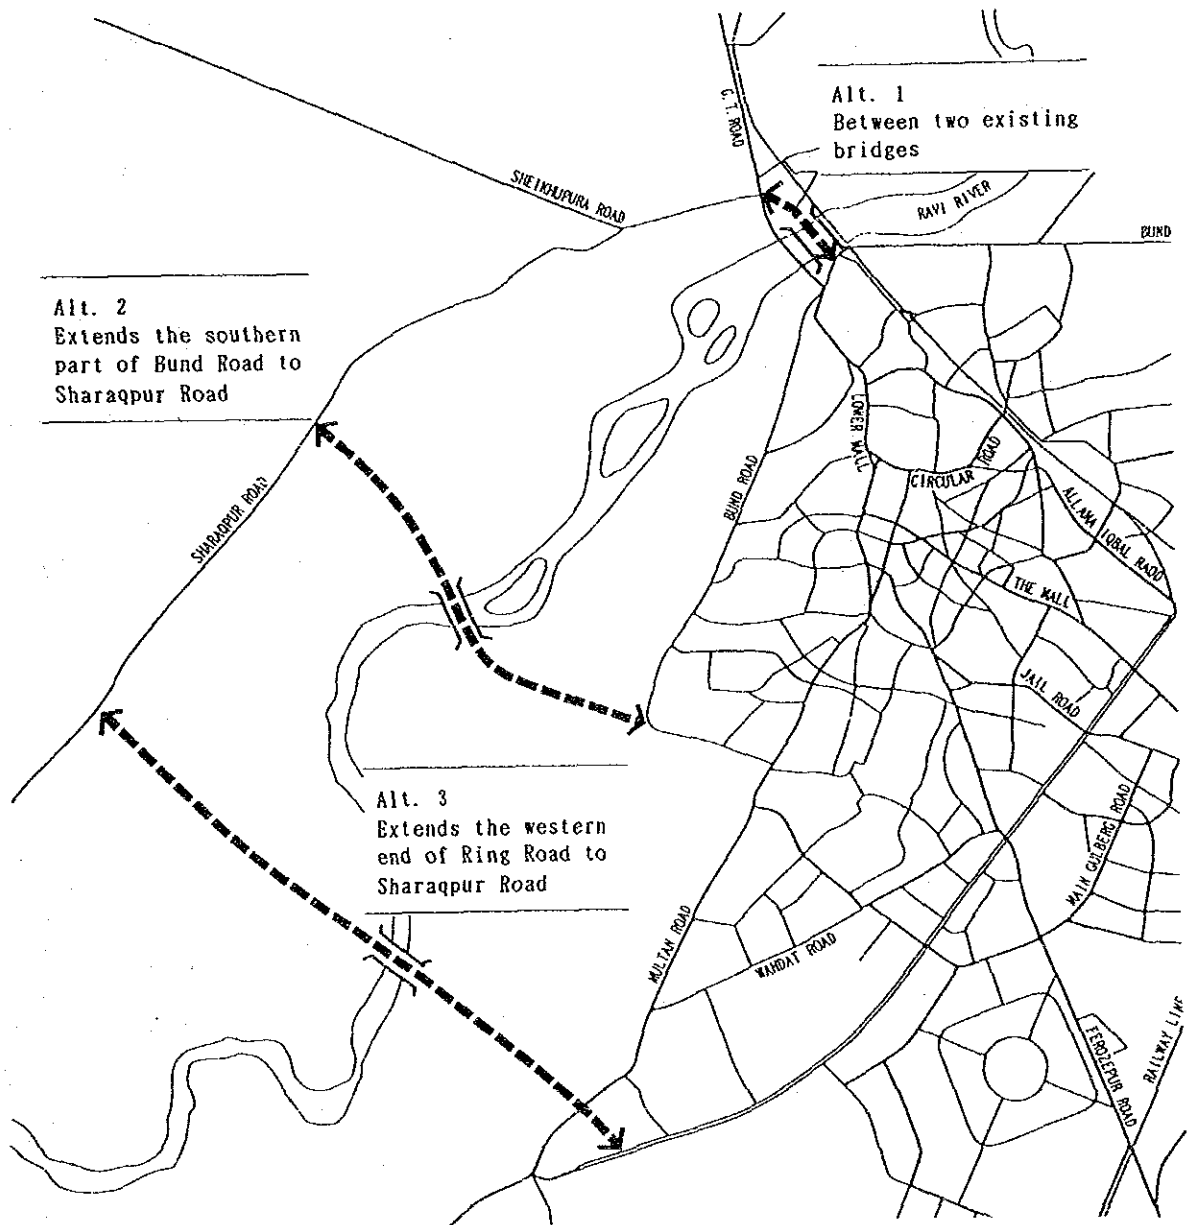 Alt. 1
Between two existing
bridges
G. T. ROAD
SHEIKHUPURA ROAD
RAVI RIVER
BUND
Alt. 2
Extends the southern
part of Bund Road to
Sharaqpur Road
LOWER MALL
CIRCULAR ROAD
BUND ROAD
SHARAQPUR ROAD
ALLAMA IQBAL ROAD
THE MALL
JAIL ROAD
Alt. 3
Extends the western
end of Ring Road to
Sharaqpur Road
MAIN GULBERG ROAD
MULTAN ROAD
WAHDAT ROAD
FEROZEPUR ROAD
RAILWAY LINE